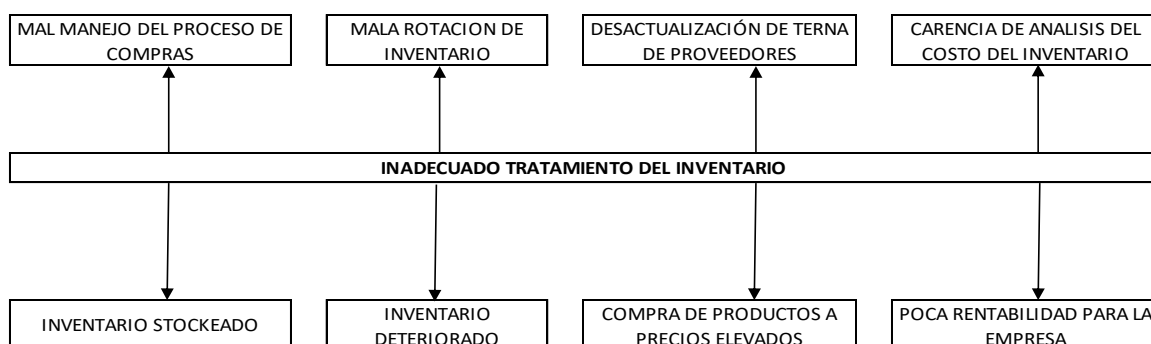 MAL MANEJO DEL PROCESO DE
COMPRAS
MALA ROTACION DE
INVENTARIO
DESACTUALIZACIÓN DE TERNA
DE PROVEEDORES
CARENCIA DE ANALISIS DEL
COSTO DEL INVENTARIO
INADECUADO TRATAMIENTO DEL INVENTARIO
INVENTARIO STOCKEADO
INVENTARIO
DETERIORADO
COMPRA DE PRODUCTOS A
PRECIOS ELEVADOS
POCA RENTABILIDAD PARA LA
EMPRESA